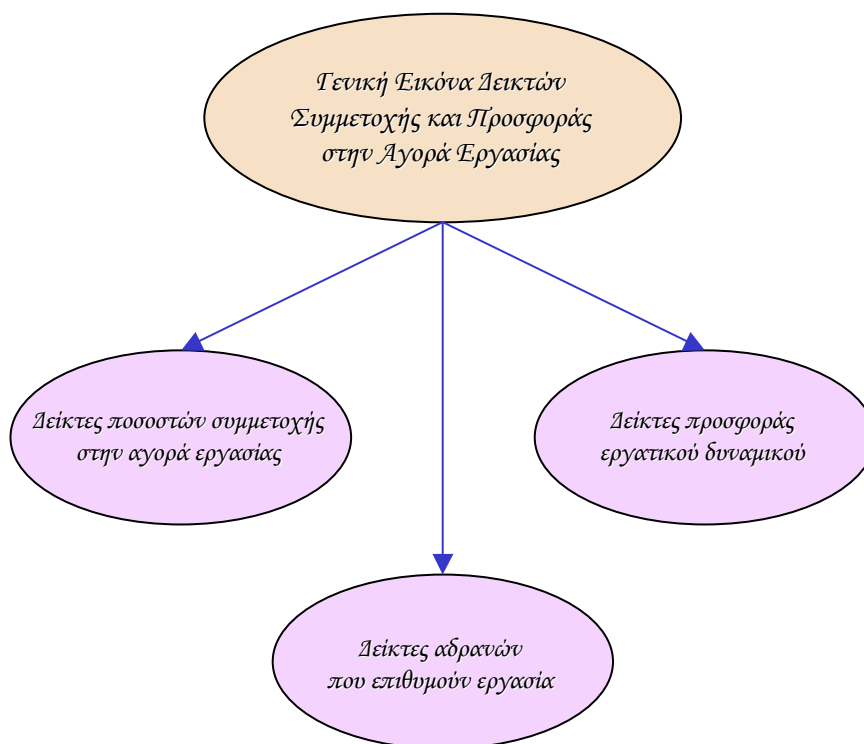 Γενική Εικόνα Δεικτών
Συμμετοχής και Προσφοράς
στην Αγορά Εργασίας
Δείκτες ποσοστών συμμετοχής
στην αγορά εργασίας
Δείκτες προσφοράς
εργατικού δυναμικού
Δείκτες αδρανών
που επιθυμούν εργασία